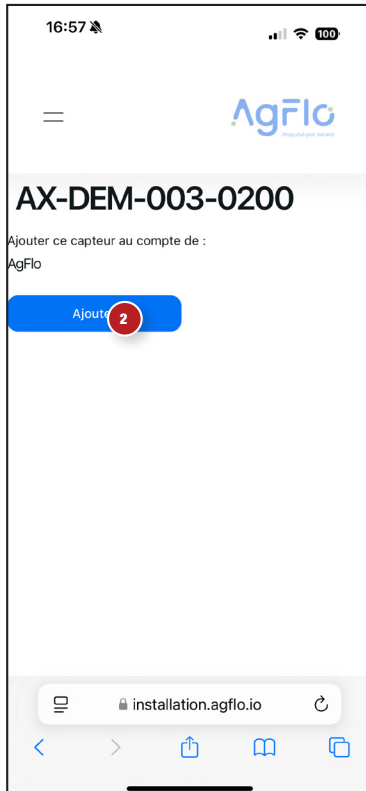 16:57
100
AgFlo
AX-DEM-003-0200
Ajouter ce capteur au compte de :
AgFlo
Ajoute
2
installation.agflo.io